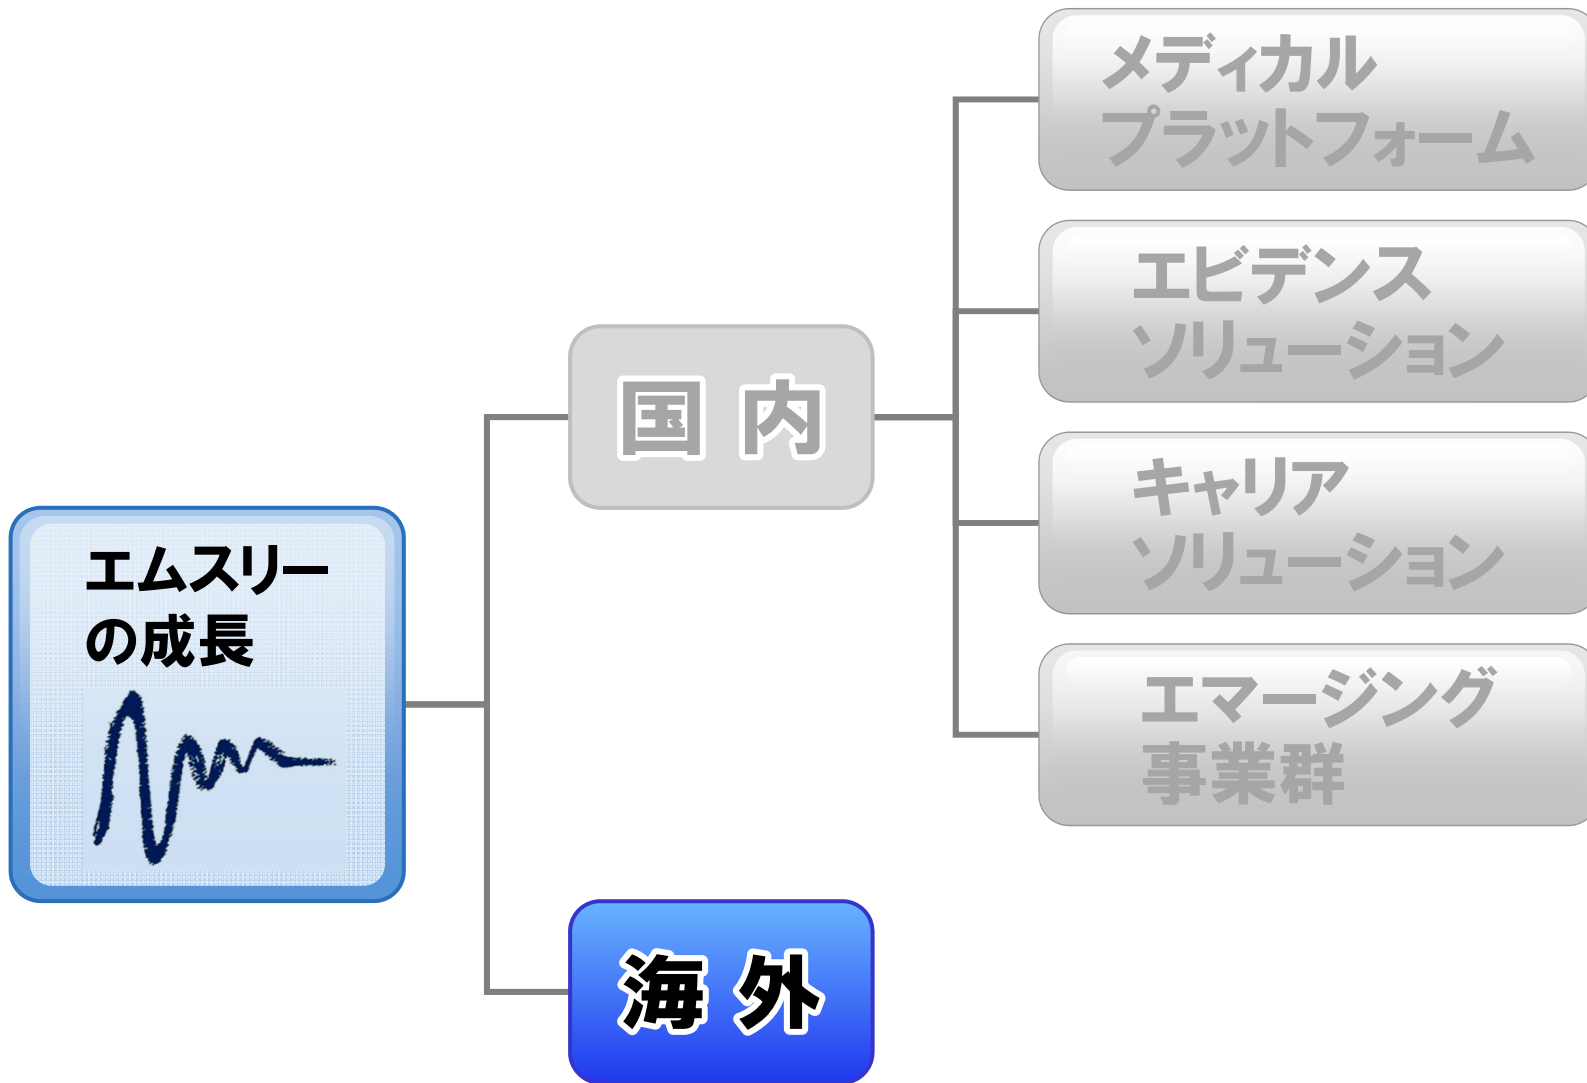 エムスリー
の成長
国内
海外
メディカル
プラットフォーム
エビデンス
ソリューション
キャリア
ソリューション
エマージング
事業群